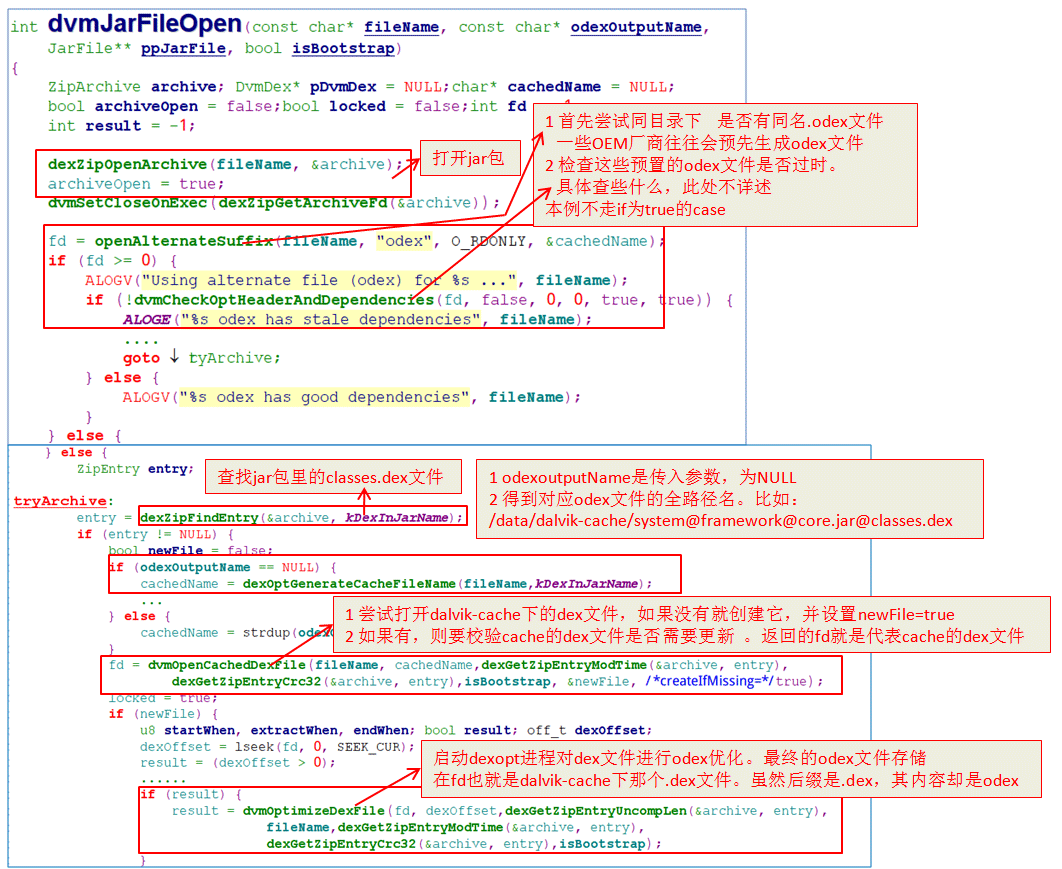 int dvmJarFileOpen(const char* fileName, const char* odexOutputName,
JarFile** ppJarFile, bool isBootstrap)
{
ZipArchive archive; DvmDex* pDvmDex = NULL;char* cachedName = NULL;
bool archiveOpen = false;bool locked = false;int fd
int result = -1;
1 首先尝试同目录下 是否有同名.odex文件
一些OEM厂商往往会预先生成odex文件
2 检查这些预置的odex文件是否过时。
具体查些什么，此处不详述
本例不走if为true的case
dexZipOpenArchive(fileName, &archive);
打开jar包
archiveOpen = true;
dvmSetCloseOnExec(dexZipGetArchiveFd(&archive));
fd = openAlternateSuffix(fileName, "odex", O_RDONLY, &cachedName);
if (fd >= 0) {
ALOGV("Using alternate file (odex) for %s ...", fileName);
if (!dvmCheckOptHeaderAndDependencies(fd, false, 0, 0, true, true)) {
ALOGE("%s odex has stale dependencies", fileName);
....
goto ↓ tyArchive;
} else {
ALOGV("%s odex has good dependencies", fileName);
}
} else {
} else {
ZipEntry entry;
查找jar包里的classes.dex文件
1 odexoutputName是传入参数，为NULL
2 得到对应odex文件的全路径名。比如：
/data/dalvik-cache/system@framework@core.jar@classes.dex
tryArchive:
entry = dexZipFindEntry(&archive, kDexInJarName);
if (entry != NULL) {
bool newFile = false;
if (odexOutputName == NULL) {
cachedName = dexOptGenerateCacheFileName(fileName,kDexInJarName);
...
} else {
cachedName = strdup(odex
1 尝试打开dalvik-cache下的dex文件，如果没有就创建它，并设置newFile=true
2 如果有，则要校验cache的dex文件是否需要更新 。返回的fd就是代表cache的dex文件
}
fd = dvmOpenCachedDexFile(fileName, cachedName,dexGetZipEntryModTime(&archive, entry),
dexGetZipEntryCrc32(&archive, entry),isBootstrap, &newFile, /*createIfMissing=*/true);
locked = true;
if (newFile) {
u8 startWhen, extractWhen, endWhen; bool result; off_t dexOffset;
dexOffset = lseek(fd, 0, SEEK_CUR);
result = (dexOffset > 0);
启动dexopt进程对dex文件进行odex优化。最终的odex文件存储
在fd也就是dalvik-cache下那个.dex文件。虽然后缀是.dex，其内容却是odex
......
if (result) {
result = dvmOptimizeDexFile(fd, dexOffset,dexGetZipEntryUncompLen(&archive, entry),
fileName,dexGetZipEntryModTime(&archive, entry),
dexGetZipEntryCrc32(&archive, entry),isBootstrap);
}